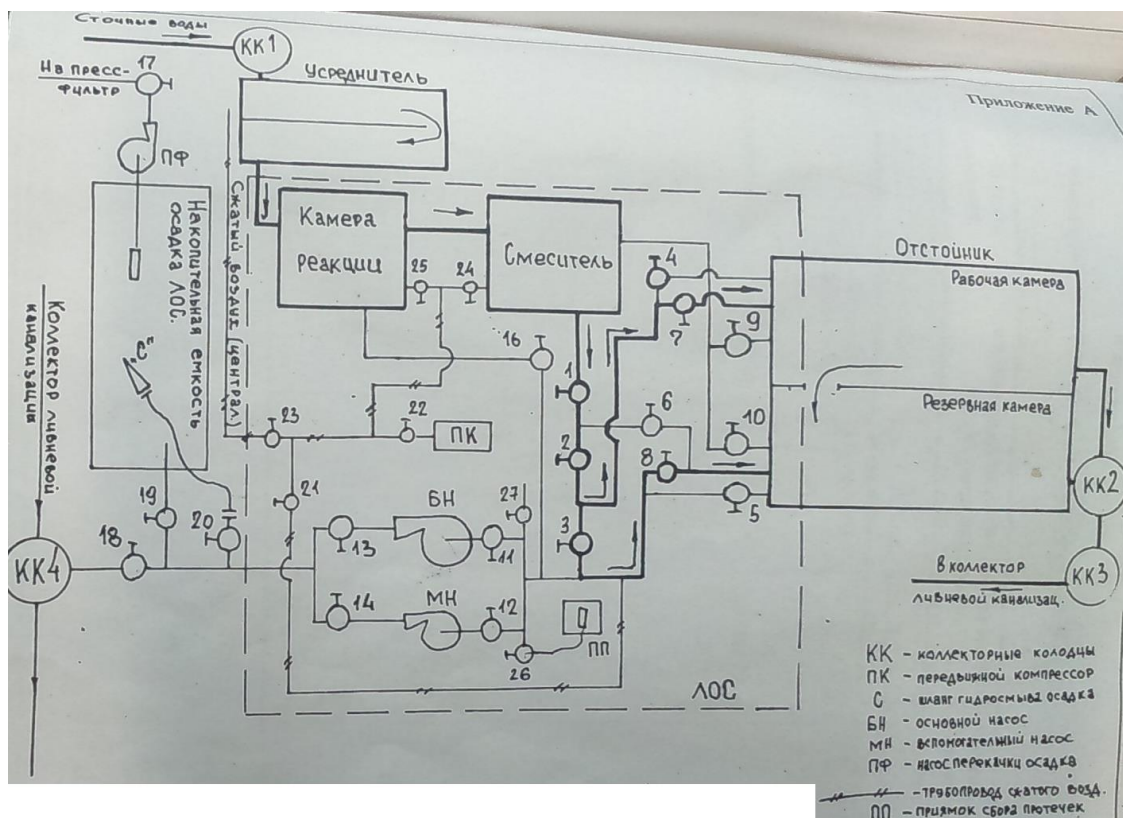 Сточные воды
КК1
На пресс-
фильтр
17
Усреднитель
Приложение А
ПФ
Накопительная емкость
осадка ЛОС.
Сжатый воздух (централ)
Камера
реакции
Смеситель
25
24
4
7
9
Отстойник
Рабочая камера
Резервная камера
Коллектор ливневой
канализации
"С"
16
1
6
10
23
22
ПК
2
8
5
КК2
21
БН
27
3
19
20
18
13
11
КК4
14
МН
12
ПП
26
КК3
В коллектор
ливневой канализац.
ЛОС
КК - коллекторные колодцы
ПК - передвижной компрессор
С - шланг гидросмыва осадка
БН - основной насос
МН - вспомогательный насос
ПФ - насос перекачки осадка
- трубопровод сжатого возд.
ПП - приямок сбора протечек